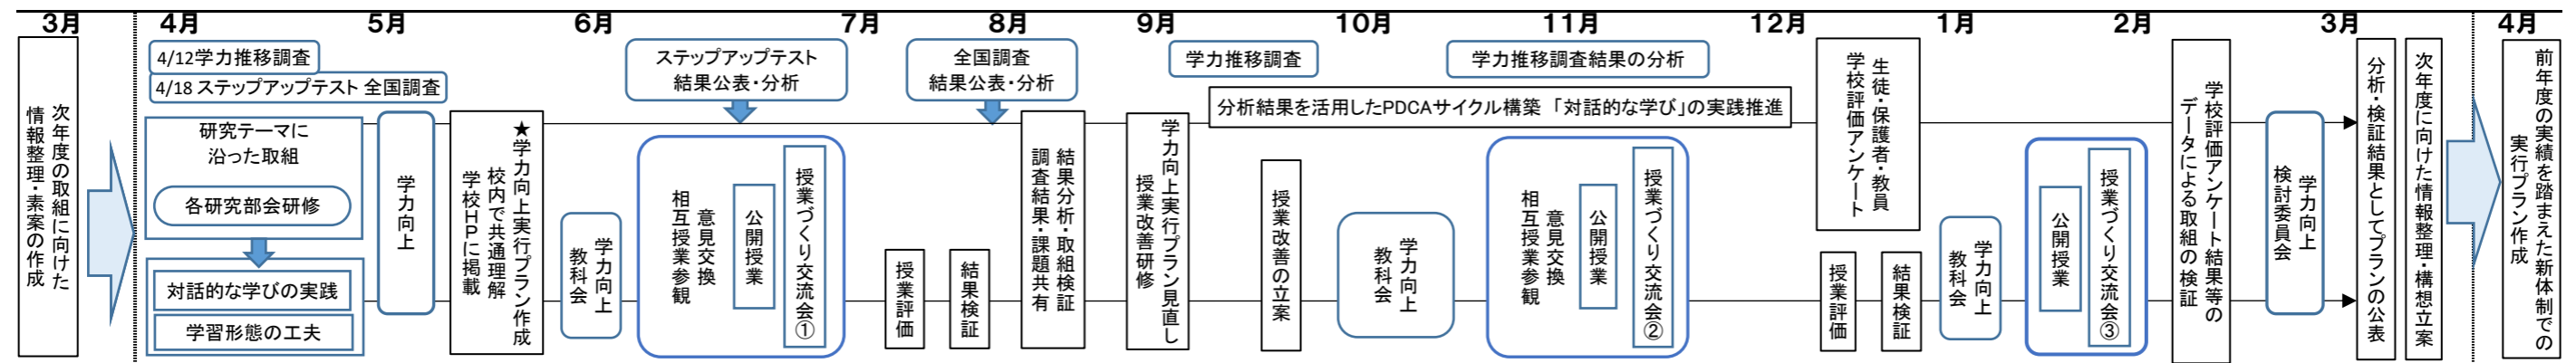 3月
4月
5月
6月
7月
8月
9月
10月
11月
12月
1月
2月
3月
4月
次年度の取組に向けた
情報整理・素案の作成
4/12学力推移調査
4/18 ステップアップテスト 全国調査
研究テーマに
沿った取組
各研究部会研修
対話的な学びの実践
学習形態の工夫
学力向上
★学力向上実行プラン作成
校内で共通理解
学校HPに掲載
学力向上
教科会
ステップアップテスト
結果公表・分析
相互授業参観
意見交換
公開授業
授業づくり交流会①
授業評価
結果検証
全国調査
結果公表・分析
結果分析・取組検証
調査結果・課題共有
学力向上実行プラン見直し
授業改善研修
学力推移調査
学力推移調査結果の分析
分析結果を活用したPDCAサイクル構築 「対話的な学び」の実践推進
授業改善の立案
学力向上
教科会
相互授業参観
意見交換
公開授業
授業づくり交流会②
生徒・保護者・教員
学校評価アンケート
授業評価
結果検証
学力向上
教科会
公開授業
授業づくり交流会③
学校評価アンケート結果等の
データによる取組の検証
学力向上
検討委員会
分析・検証結果としてプランの公表
次年度に向けた情報整理・構想立案
前年度の実績を踏まえた新体制での
実行プラン作成